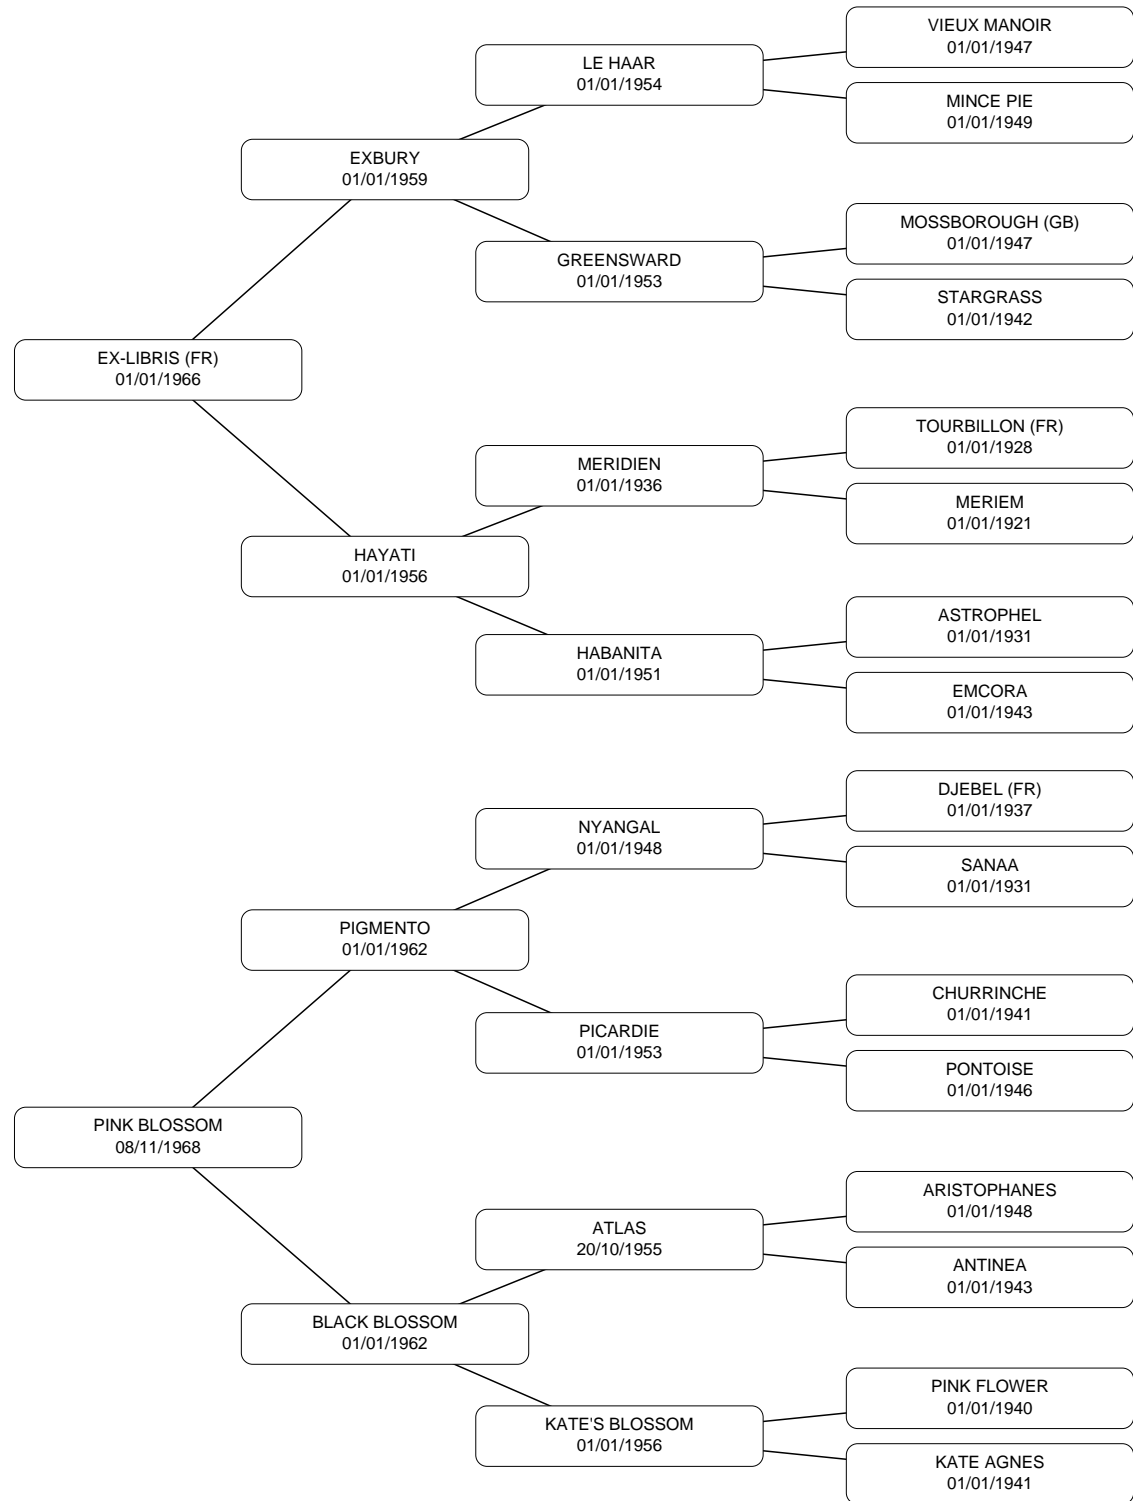 VIEUX MANOIR
01/01/1947
LE HAAR
01/01/1954
MINCE PIE
01/01/1949
EXBURY
01/01/1959
MOSSBOROUGH (GB)
01/01/1947
GREENSWARD
01/01/1953
STARGRASS
01/01/1942
EX-LIBRIS (FR)
01/01/1966
TOURBILLON (FR)
01/01/1928
MERIDIEN
01/01/1936
MERIEM
01/01/1921
HAYATI
01/01/1956
ASTROPHEL
01/01/1931
HABANITA
01/01/1951
EMCORA
01/01/1943
DJEBEL (FR)
01/01/1937
NYANGAL
01/01/1948
SANAA
01/01/1931
PIGMENTO
01/01/1962
CHURRINCHE
01/01/1941
PICARDIE
01/01/1953
PONTOISE
01/01/1946
PINK BLOSSOM
08/11/1968
ARISTOPHANES
01/01/1948
ATLAS
20/10/1955
ANTINEA
01/01/1943
BLACK BLOSSOM
01/01/1962
PINK FLOWER
01/01/1940
KATE'S BLOSSOM
01/01/1956
KATE AGNES
01/01/1941